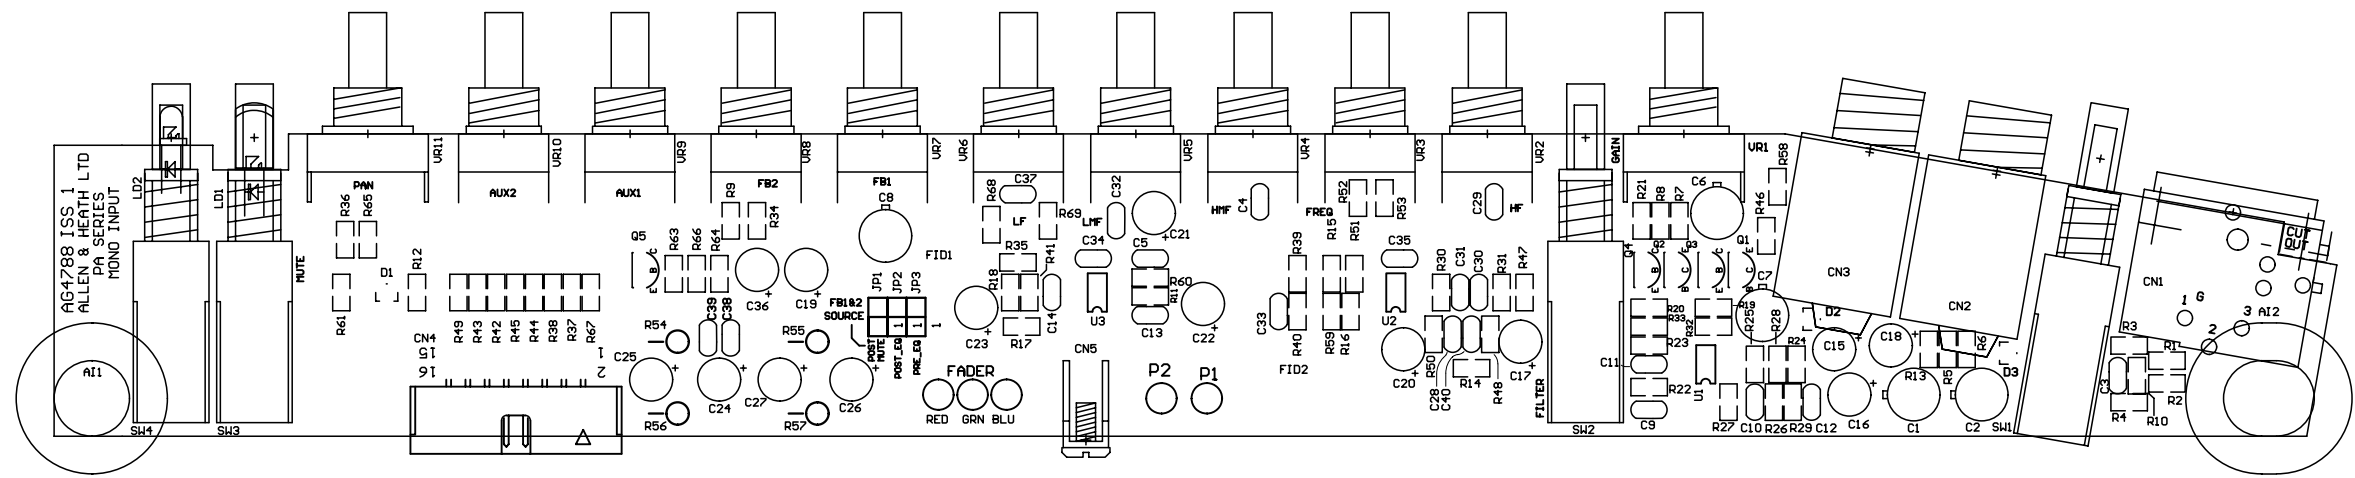 AG4788 ISS 1
ALLEN & HEATH LTD
PA SERIES
MONO INPUT
LD2
LD1
VR11
VR10
VR9
VR8
VR7
VR6
VR5
VR4
VR3
VR2
GAIN
VR1
R58
PAN
AUX2
AUX1
FB2
FB1
R9
R34
C8
R68
C37
R69
LF
LMF
C32
C21
HMF
C4
FREQ
R52
R53
R15
R51
C29
HF
R21
R8
R7
C6
R46
R36
R65
MUTE
R12
D1
R61
Q5
C
B
E
R63
R66
R64
FID1
C36
C19
JP1
JP2
JP3
FB1&2
SOURCE
1
1
1
POST
MUTE
POST_EQ
PRE_EQ
R35
R41
R18
C14
C23
R17
C34
U3
C5
R60
R11
C13
C22
R39
C33
R40
R59
R16
FID2
C35
U2
C20
R30
C31
C30
R31
R47
R50
C28
C40
R14
R48
C17
Q4
Q2
Q3
Q1
C
B
E
C
B
E
B
C
E
C7
R20
R33
R32
R19
R23
R25
R28
R24
C11
R22
U1
C9
R27
C10
R26
R29
C12
C16
CN3
CN2
D2
C15
C18
R13
R5
R6
D3
C1
C2
SW1
CN1
CUT
OUT
1
G
3
2
AI2
R3
R1
C3
R2
R4
R10
R49
R43
R42
R45
R44
R38
R37
R67
CN4
15
16
1
2
R54
C39
C38
R55
C25
C24
C27
C26
R56
R57
FADER
RED
GRN
BLU
CN5
P2
P1
FILTER
SW2
AI1
SW4
SW3